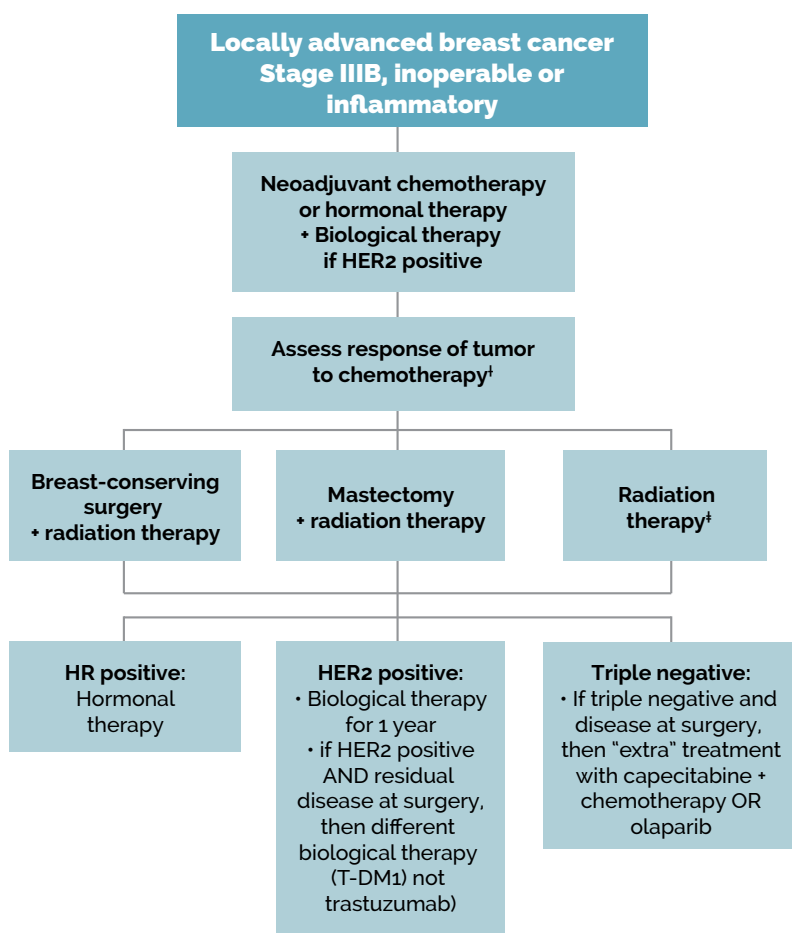 Locally advanced breast cancer
Stage IIIB, inoperable or
inflammatory
Neoadjuvant chemotherapy
or hormonal therapy
+ Biological therapy
if HER2 positive
Assess response of tumor
to chemotherapyƚ
Breast-conserving
surgery
+ radiation therapy
Mastectomy
+ radiation therapy
Radiation
therapy‡
HR positive:
Hormonal
therapy
HER2 positive:
• Biological therapy
for 1 year
• if HER2 positive
AND residual
disease at surgery,
then different
biological therapy
(T-DM1) not
trastuzumab)
Triple negative:
• If triple negative and
disease at surgery,
then “extra” treatment
with capecitabine +
chemotherapy OR
olaparib